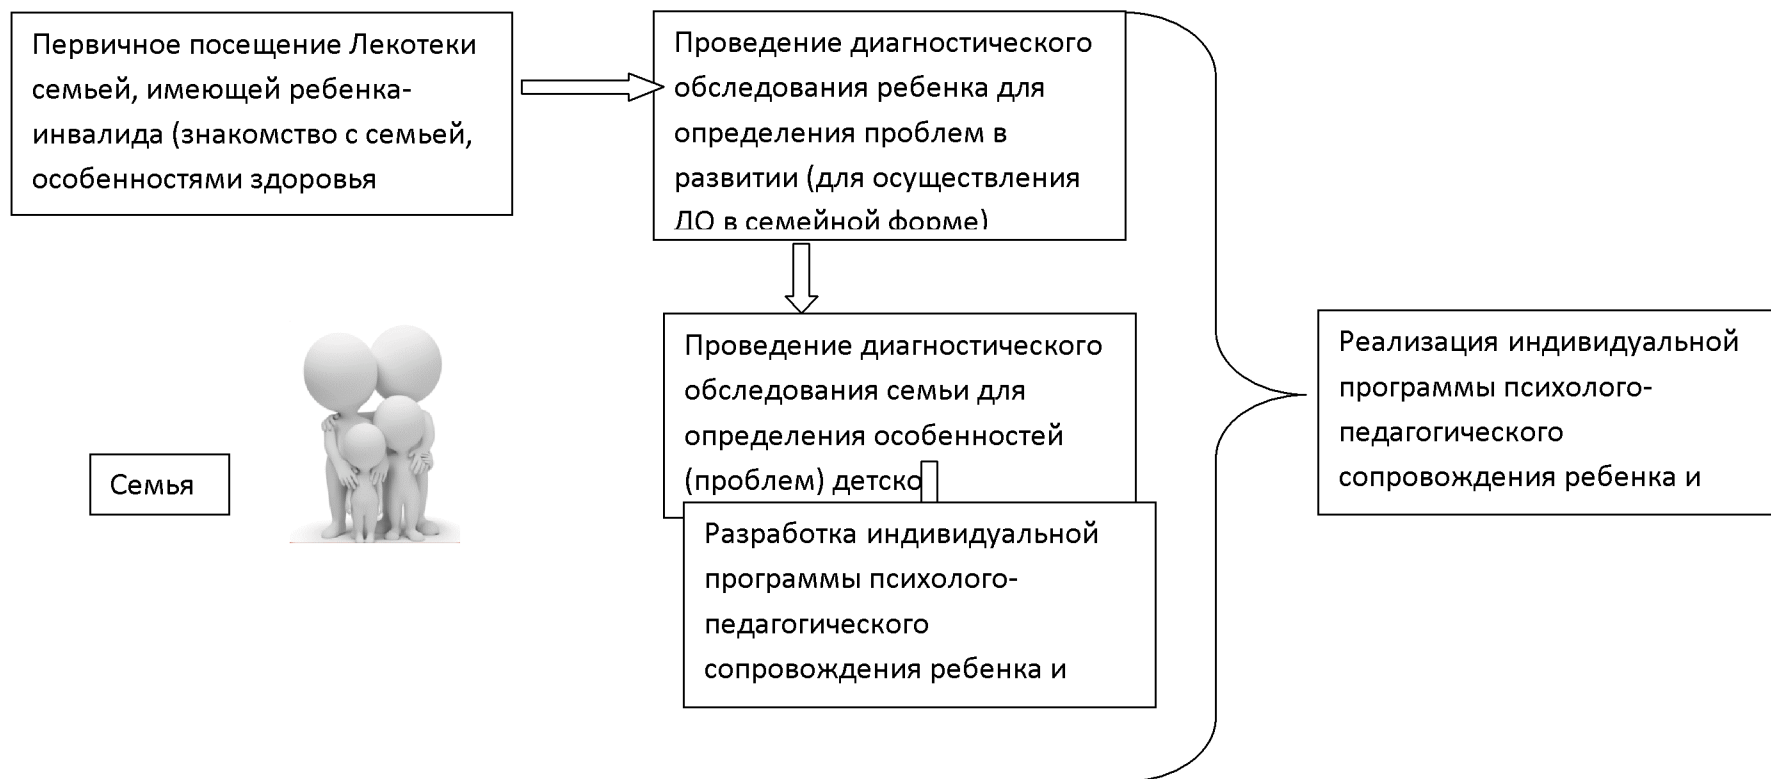 Первичное посещение Лекотеки
семьей, имеющей ребенка-
инвалида (знакомство с семьей,
особенностями здоровья
Проведение диагностического
обследования ребенка для
определения проблем в
развитии (для осуществления
ДО в семейной форме)
Проведение диагностического
обследования семьи для
определения особенностей
(проблем) детско
Разработка индивидуальной
программы психолого-
педагогического
сопровождения ребенка и
Реализация индивидуальной
программы психолого-
педагогического
сопровождения ребенка и
Семья